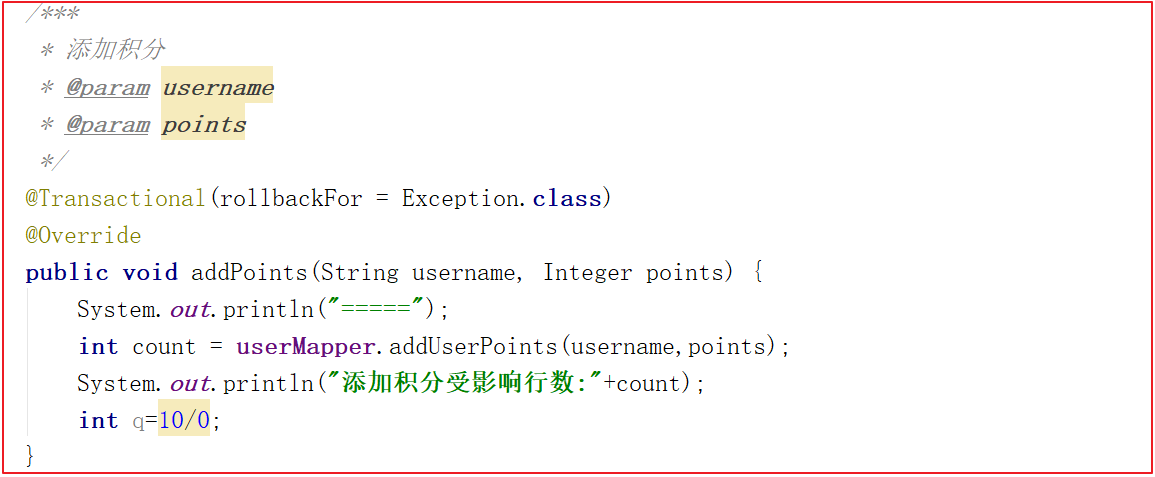 /***
 * 添加积分
 * @param username
 * @param points
 */
@Transactional(rollbackFor = Exception.class)
@Override
public void addPoints(String username, Integer points) {
    System.out.println("=====");
    int count = userMapper.addUserPoints(username,points);
    System.out.println("添加积分受影响行数:"+count);
    int q=10/0;
}